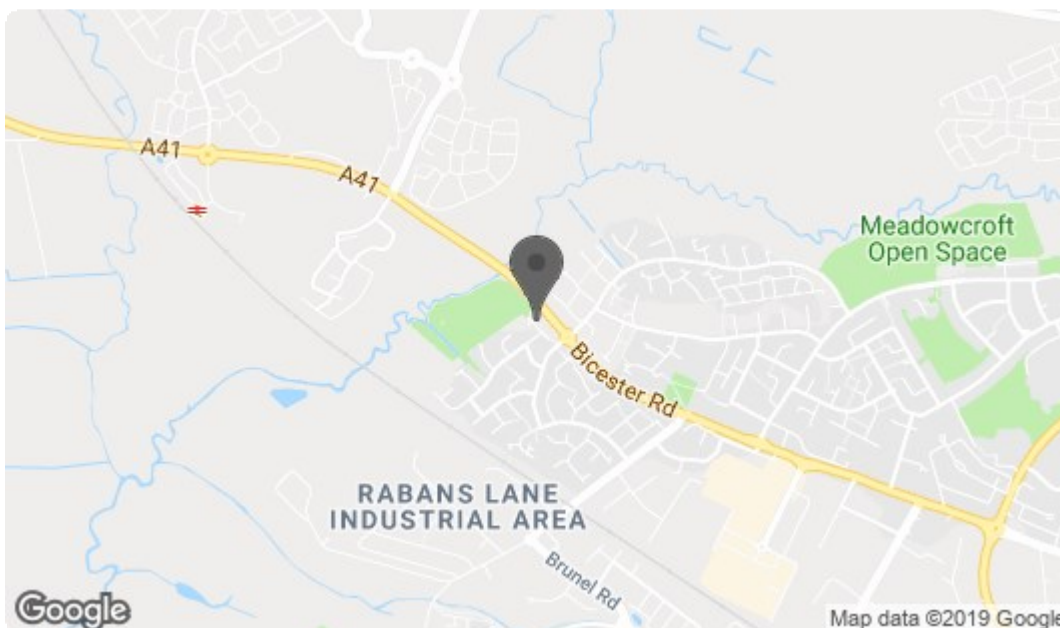 A41
A41
Meadowcroft
Open Space
Bicester Rd
RABANS LANE
INDUSTRIAL AREA
Brunel Rd
Google
Map data ©2019 Google